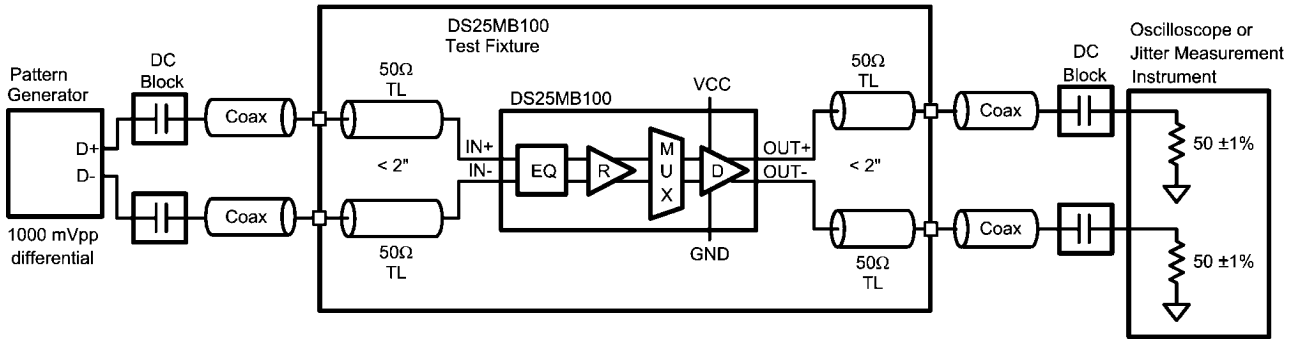 DS25MB100
Test Fixture
Oscilloscope or
Jitter Measurement
Instrument
DC
Block
DC
Block
Pattern
Generator
50Ω
TL
50Ω
TL
DS25MB100
VCC
Coax
Coax
D+
D-
IN+
IN-
< 2"
EQ
R
MUX
D
OUT+
OUT-
< 2"
50 ±1%
Coax
Coax
1000 mVpp
differential
50Ω
TL
GND
50Ω
TL
50 ±1%